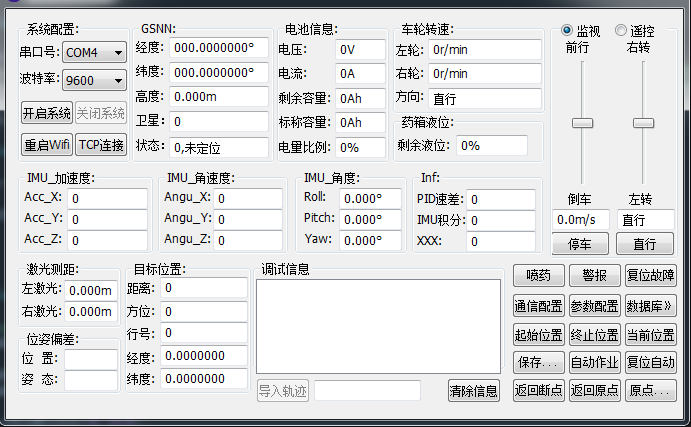 系统配置:
串口号: COM4
波特率: 9600
开启系统 关闭系统
重启Wifi TCP连接
GSNN:
经度: 000.0000000°
纬度: 000.0000000°
高度: 0.000m
卫星: 0
状态: 0,未定位
电池信息:
电压: 0V
电流: 0A
剩余容量: 0Ah
标称容量: 0Ah
电量比例: 0%
车轮转速:
左轮: 0r/min
右轮: 0r/min
方向: 直行
药箱液位:
剩余液位: 0%
监视 遥控
前行 右转
倒车 左转
0.0m/s 直行
停车 直行
IMU_加速度:
Acc_X: 0
Acc_Y: 0
Acc_Z: 0
IMU_角速度:
Angu_X: 0
Angu_Y: 0
Angu_Z: 0
IMU_角度:
Roll: 0.000°
Pitch: 0.000°
Yaw: 0.000°
Inf:
PID速差: 0
IMU积分: 0
XXX: 0
激光测距:
左激光: 0.000m
右激光: 0.000m
位姿偏差:
位 置:
姿 态:
目标位置:
距离: 0
方位: 0
行号: 0
经度: 0.0000000
纬度: 0.0000000
调试信息
导入轨迹 清除信息
喷药 警报 复位故障
通信配置 参数配置 数据库》
起始位置 终止位置 当前位置
保存... 自动作业 复位自动
返回断点 返回原点 原点...